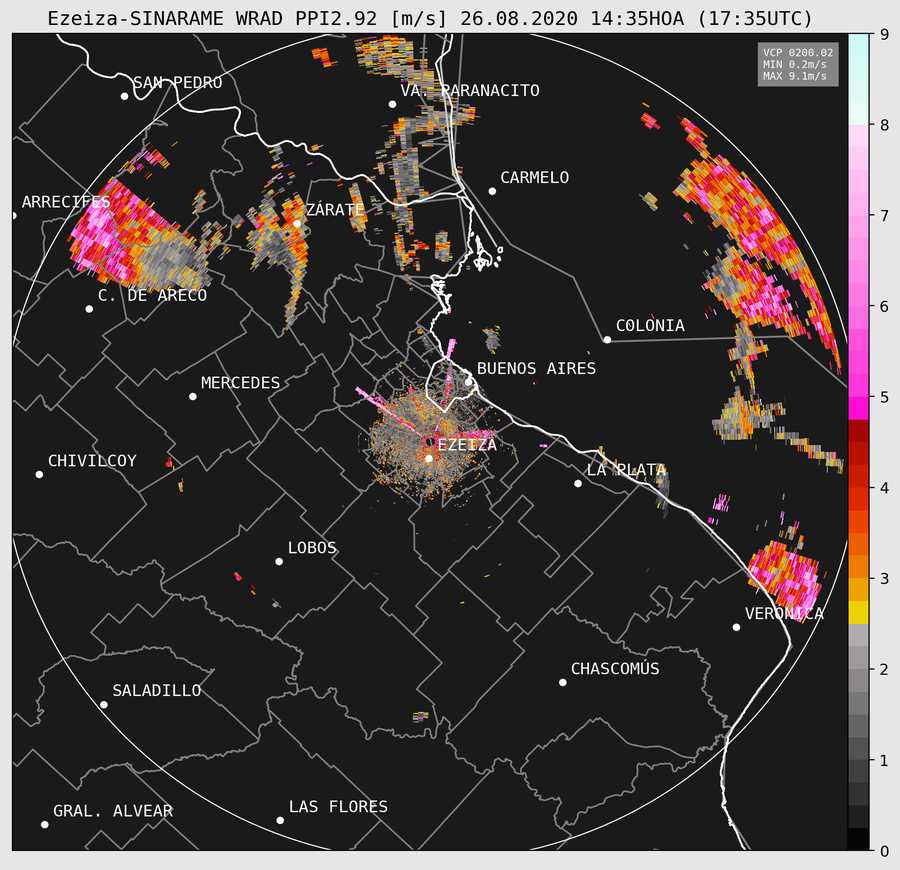 Ezeiza-SINARAME WRAD PPI2.92 [m/s] 26.08.2020 14:35HOA (17:35UTC)
VCP 0200.02
MIN 0.2m/s
MAX 9.1m/s
SAN PEDRO
VA. PARANACITO
CARMELO
ARRECIFES
ZÁRATE
C. DE ARECO
COLONIA
BUENOS AIRES
MERCEDES
EZEIZA
CHIVILCOY
LA PLATA
LOBOS
VERÓNICA
CHASCOMÚS
SALADILLO
GRAL. ALVEAR
LAS FLORES
9
8
7
6
5
4
3
2
1
0